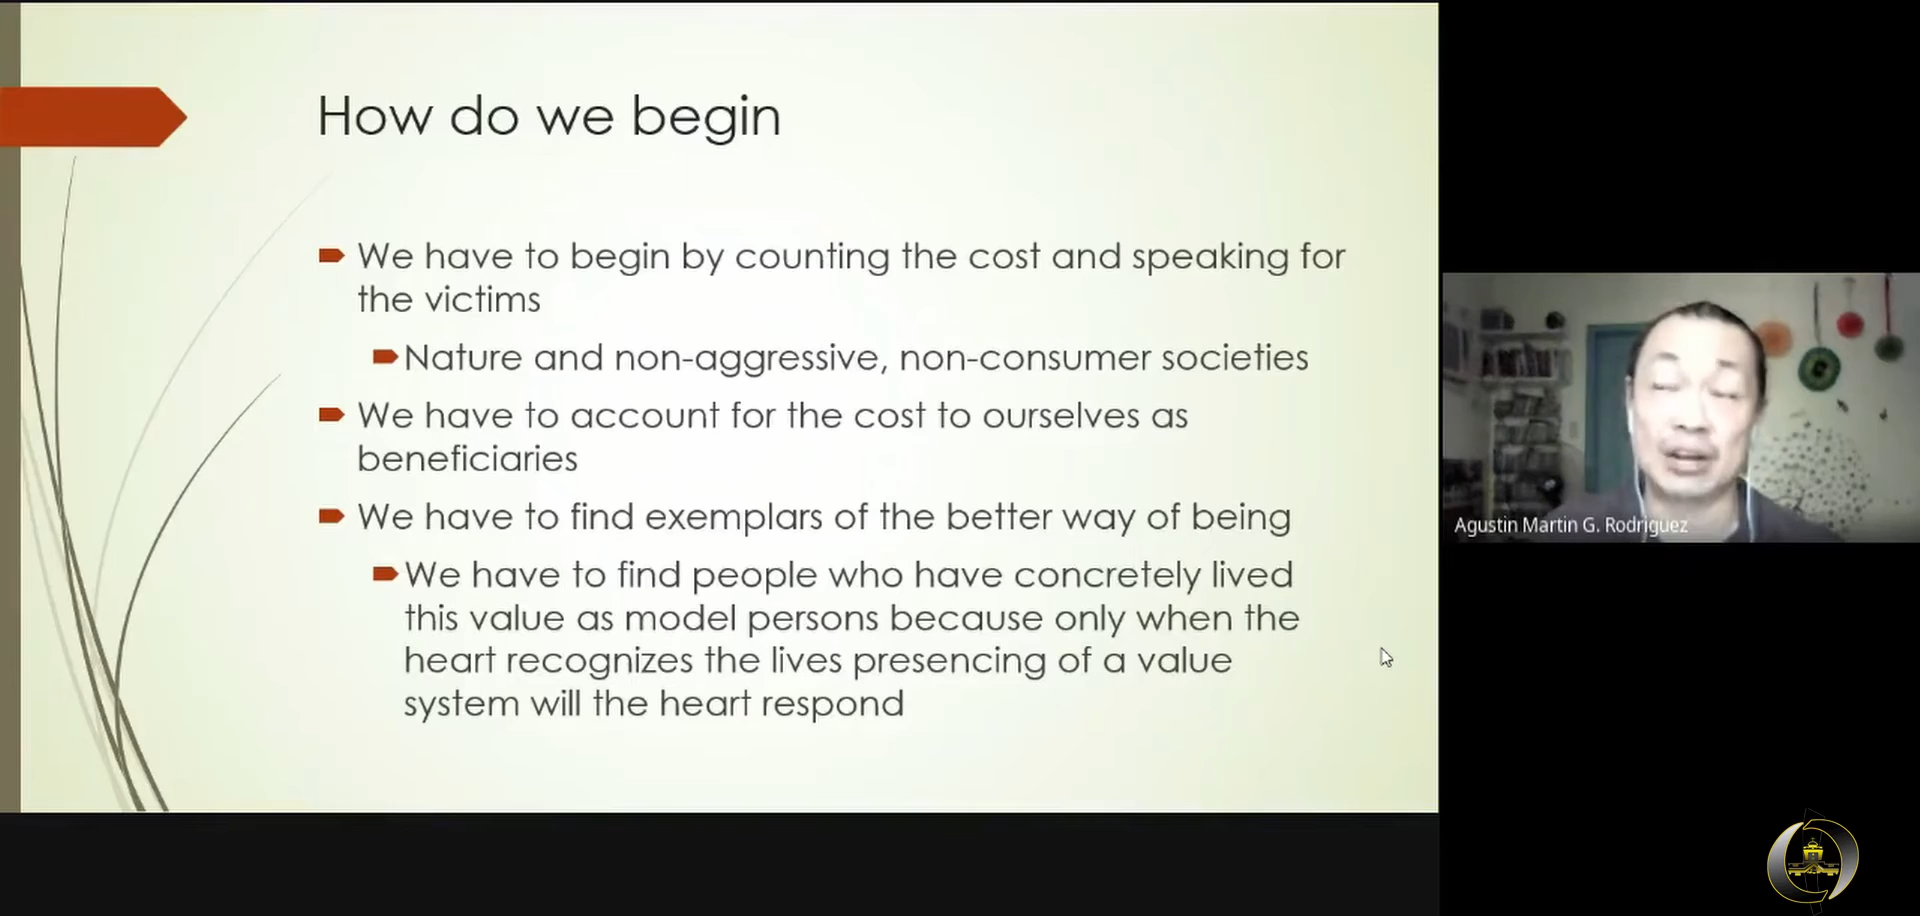 How do we begin
We have to begin by counting the cost and speaking for
the victims
Nature and non-aggressive, non-consumer societies
We have to account for the cost to ourselves as
beneficiaries
We have to find exemplars of the better way of being
We have to find people who have concretely lived
this value as model persons because only when the
heart recognizes the lives presencing of a value
system will the heart respond
Agustin Martin G. Rodriguez